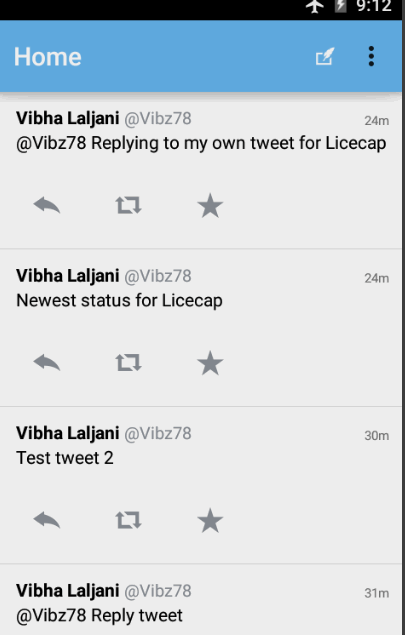 9:12
Home
Vibha Laljani @Vibz78 24m
@Vibz78 Replying to my own tweet for Licecap
Vibha Laljani @Vibz78 24m
Newest status for Licecap
Vibha Laljani @Vibz78 30m
Test tweet 2
Vibha Laljani @Vibz78 31m
@Vibz78 Reply tweet